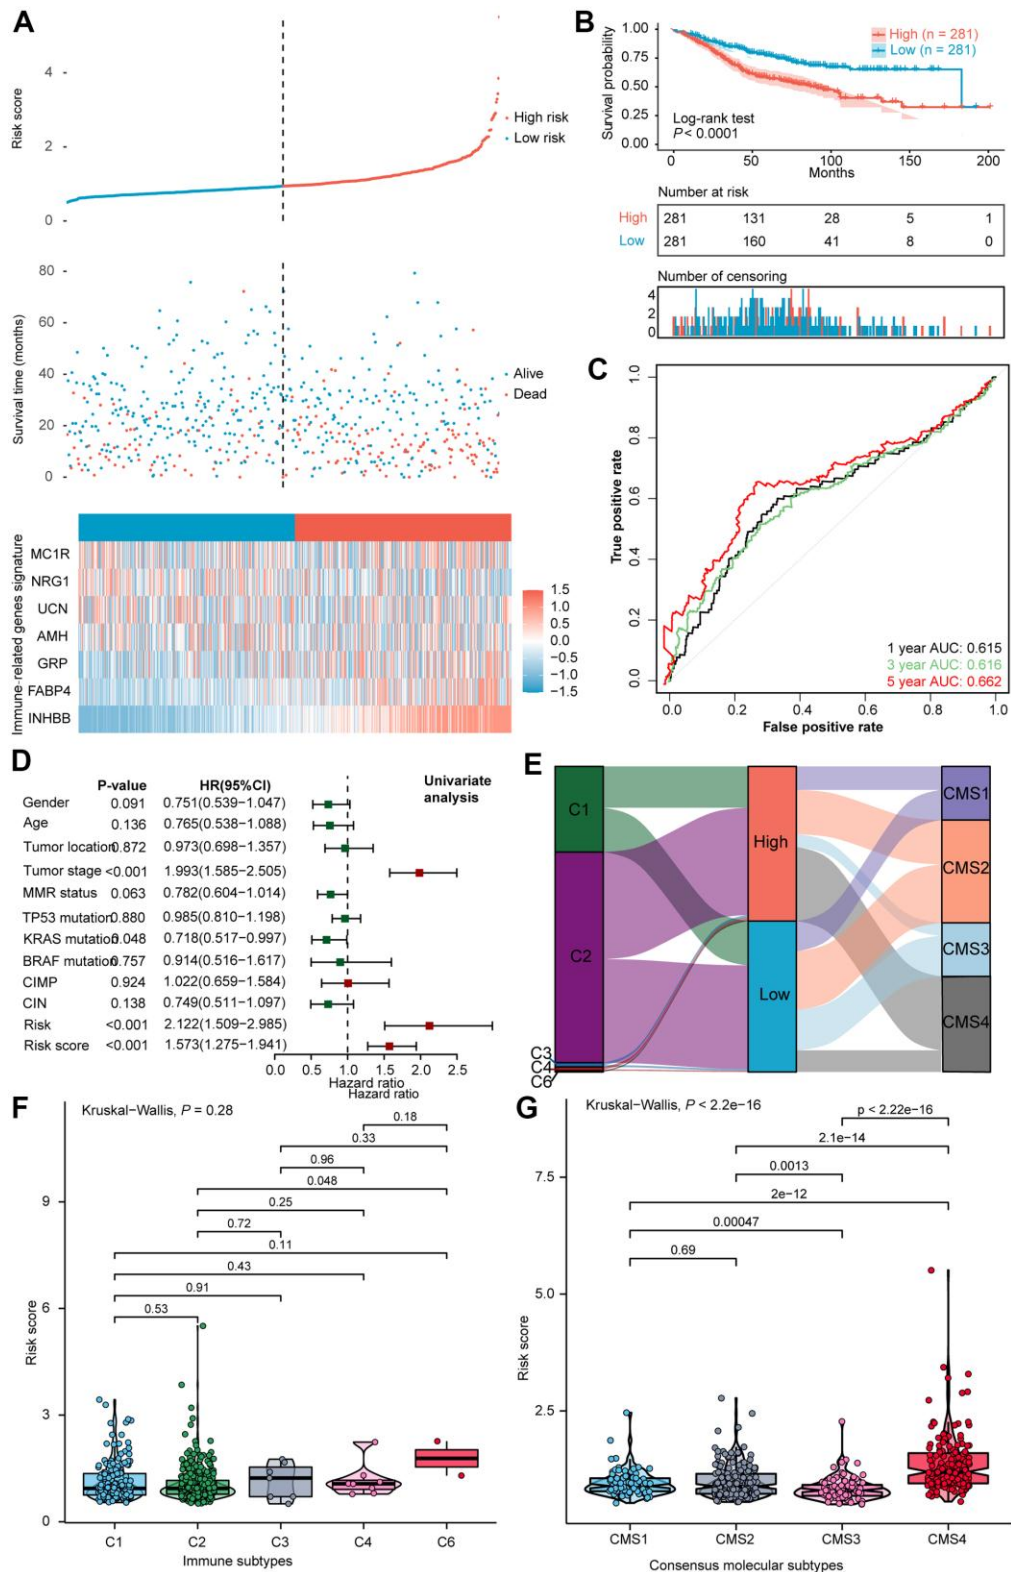 A
Risk score
4
2
0
High risk
Low risk
Survival time (months)
80
60
40
20
0
Alive
Dead
Immune-related genes signature
MC1R
NRG1
UCN
AMH
GRP
FABP4
INHBB
1.5
1.0
0.5
0.0
−0.5
−1.0
−1.5
B
Survival probability
1.00
0.75
0.50
0.25
0.00
High (n = 281)
Low (n = 281)
Log-rank test
P < 0.0001
0 50 100 150 200
Months
Number at risk
High 281 131 28 5 1
Low 281 160 41 8 0
Number of censoring
4
2
0
C
True positive rate
1.0
0.8
0.6
0.4
0.2
0.0
1 year AUC: 0.615
3 year AUC: 0.616
5 year AUC: 0.662
0.0 0.2 0.4 0.6 0.8 1.0
False positive rate
D
P-value HR(95%CI) Univariate analysis
Gender 0.091 0.751(0.539-1.047)
Age 0.136 0.765(0.538-1.088)
Tumor location 0.872 0.973(0.698-1.357)
Tumor stage <0.001 1.993(1.585-2.505)
MMR status 0.063 0.782(0.604-1.014)
TP53 mutation 0.880 0.985(0.810-1.198)
KRAS mutation 0.048 0.718(0.517-0.997)
BRAF mutation 0.757 0.914(0.516-1.617)
CIMP 0.924 1.022(0.659-1.584)
CIN 0.138 0.749(0.511-1.097)
Risk <0.001 2.122(1.509-2.985)
Risk score <0.001 1.573(1.275-1.941)
0.0 0.5 1.0 1.5 2.0 2.5
Hazard ratio
Hazard ratio
E
C1
C2
C3
C4
C6
High
Low
CMS1
CMS2
CMS3
CMS4
F
Kruskal−Wallis, P = 0.28
0.18
0.33
0.96
0.048
0.25
0.72
0.11
0.43
0.91
0.53
Risk score
9
6
3
0
C1 C2 C3 C4 C6
Immune subtypes
G
Kruskal−Wallis, P < 2.2e−16
p < 2.22e−16
2.1e−14
0.0013
2e−12
0.00047
0.69
Risk score
7.5
5.0
2.5
CMS1 CMS2 CMS3 CMS4
Consensus molecular subtypes